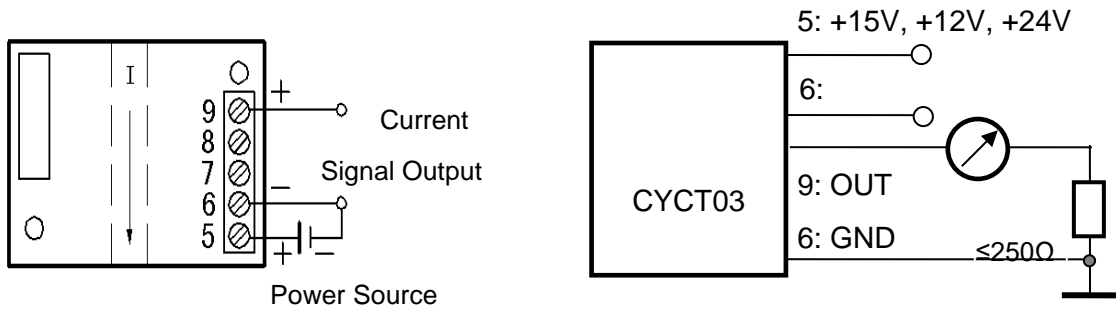 I
9
8
7
6
5
+
−
+
−
Current
Signal Output
Power Source
5: +15V, +12V, +24V
6:
CYCT03
9: OUT
6: GND
≤250Ω